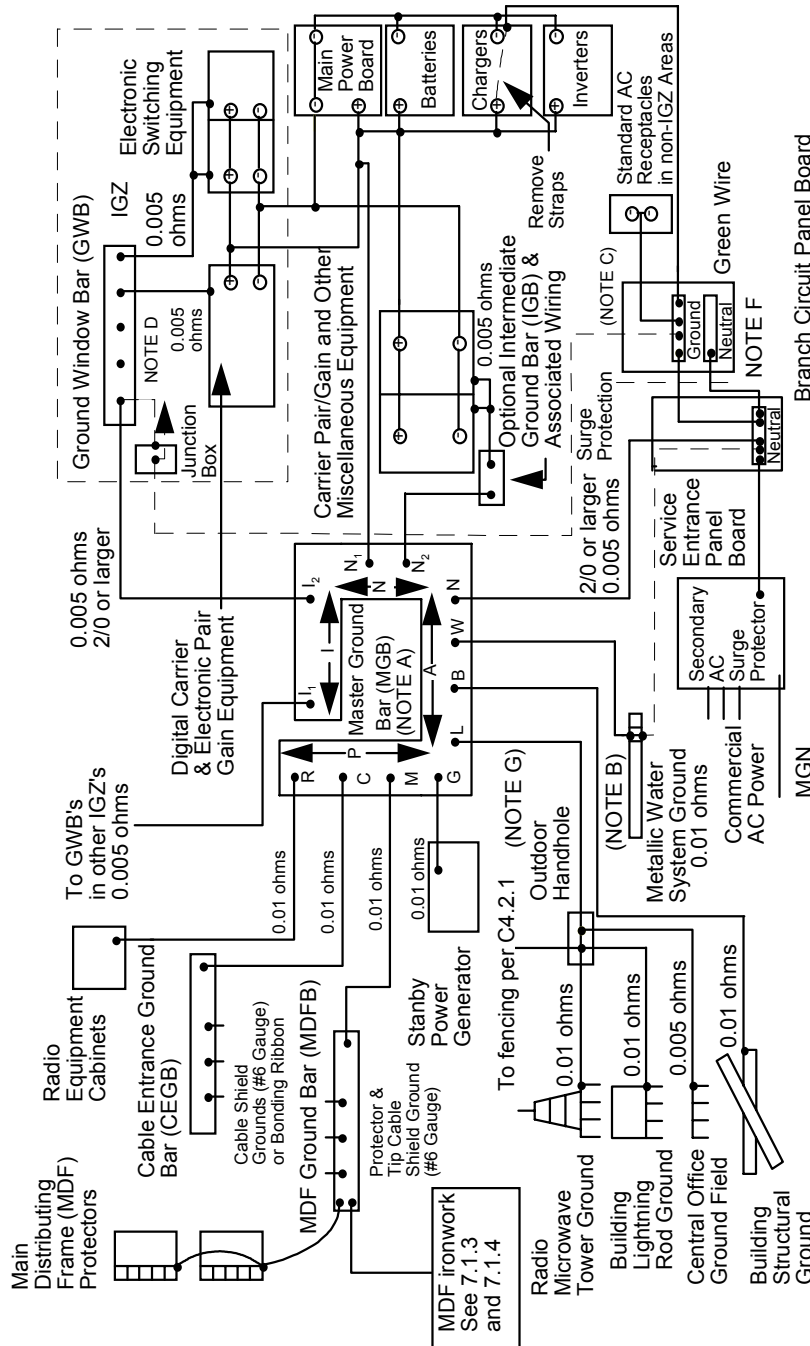 Main
Distributing
Frame (MDF)
Protectors
MDF ironwork
See 7.1.3
and 7.1.4
Radio
Equipment
Cabinets
Cable Entrance Ground
Bar (CEGB)
Cable Shield
Grounds (#6 Gauge)
or Bonding Ribbon
MDF Ground Bar (MDFB)
Protector &
Tip Cable
Shield Ground
(#6 Gauge)
Stanby
Power
Generator
To GWB's
in other IGZ's
0.005 ohms
0.01 ohms
0.01 ohms
0.01 ohms
0.01 ohms
R
C
M
G
P
I1
I
I2
Master Ground
Bar (MGB)
(NOTE A)
N1
N
N2
A
L
B
W
N
0.005 ohms
2/0 or larger
Digital Carrier
& Electronic Pair
Gain Equipment
Ground Window Bar (GWB)
IGZ
NOTE D
Junction
Box
0.005
ohms
0.005
ohms
Electronic
Switching
Equipment
Carrier Pair/Gain and Other
Miscellaneous Equipment
Main
Power
Board
Batteries
Chargers
Inverters
Remove
Straps
0.005 ohms
Optional Intermediate
Ground Bar (IGB) &
Associated Wiring
Standard AC
Receptacles
in non-IGZ Areas
(NOTE C)
Ground
Neutral
Green Wire
NOTE F
Branch Circuit Panel Board
Surge
Protection
2/0 or larger
0.005 ohms
Service
Entrance
Panel
Board
Neutral
Secondary
AC
Surge
Protector
Commercial
AC Power
MGN
(NOTE B)
Metallic Water
System Ground
0.01 ohms
(NOTE G)
Outdoor
Handhole
To fencing per C4.2.1
0.01 ohms
0.01 ohms
0.005 ohms
0.01 ohms
Radio
Microwave
Tower Ground
Building
Lightning
Rod Ground
Central Office
Ground Field
Building
Structural
Ground